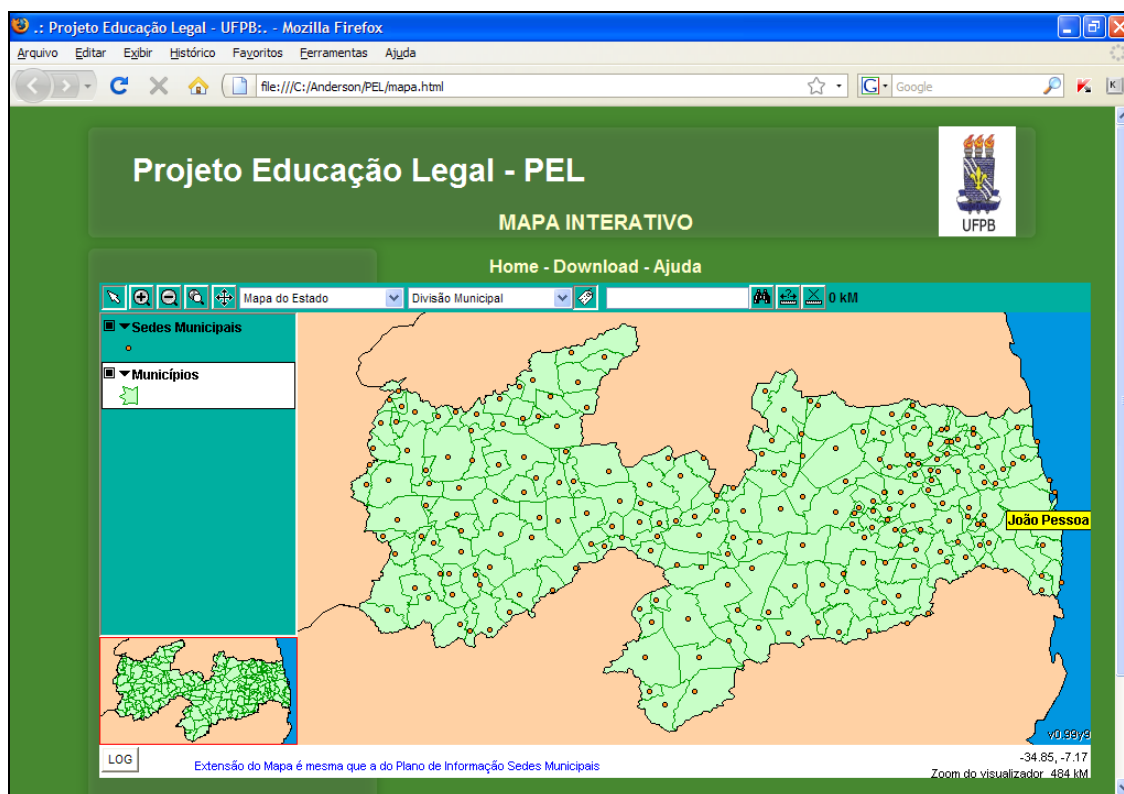 .: Projeto Educação Legal - UFPB:. - Mozilla Firefox
Arquivo Editar Exibir Histórico Favoritos Ferramentas Ajuda
file:///C:/Anderson/PEL/mapa.html
G Google
K
Projeto Educação Legal - PEL
UFPB
MAPA INTERATIVO
Home - Download - Ajuda
Mapa do Estado Divisão Municipal 0 kM
Sedes Municipais
Municípios
João Pessoa
v0.99y9
LOG
Extensão do Mapa é mesma que a do Plano de Informação Sedes Municipais
-34.85, -7.17
Zoom do visualizador 484 kM